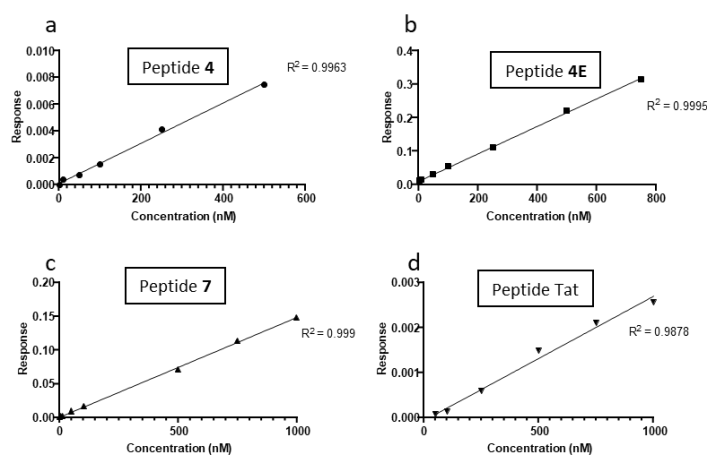 a
Peptide 4
R² = 0.9963
Response
0.010
0.008
0.006
0.004
0.002
0.000
0 200 400 600
Concentration (nM)
b
Peptide 4E
R² = 0.9995
Response
0.4
0.3
0.2
0.1
0.0
0 200 400 600 800
Concentration (nM)
c
Peptide 7
R² = 0.999
Response
0.20
0.15
0.10
0.05
0.00
0 500 1000
Concentration (nM)
d
Peptide Tat
R² = 0.9878
Response
0.003
0.002
0.001
0.000
0 500 1000
Concentration (nM)